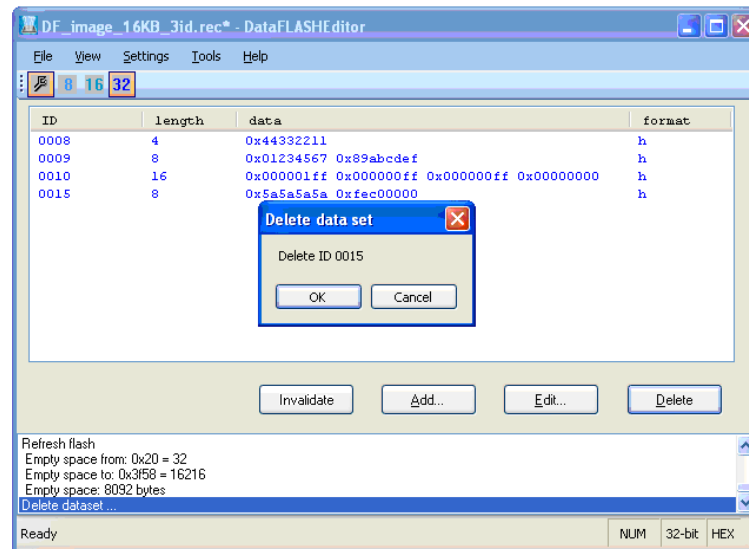 DF_image_16KB_3id.rec* - DataFLASHEditor
File View Settings Tools Help
8 16 32
ID length data format
0008 4 0x44332211 h
0009 8 0x01234567 0x89abcdef h
0010 16 0x000001ff 0x000000ff 0x000000ff 0x00000000 h
0015 8 0x5a5a5a5a 0xfec00000 h
Delete data set
Delete ID 0015
OK Cancel
Invalidate Add... Edit... Delete
Refresh flash
Empty space from: 0x20 = 32
Empty space to: 0x3f58 = 16216
Empty space: 8092 bytes
Delete dataset ...
Ready NUM 32-bit HEX